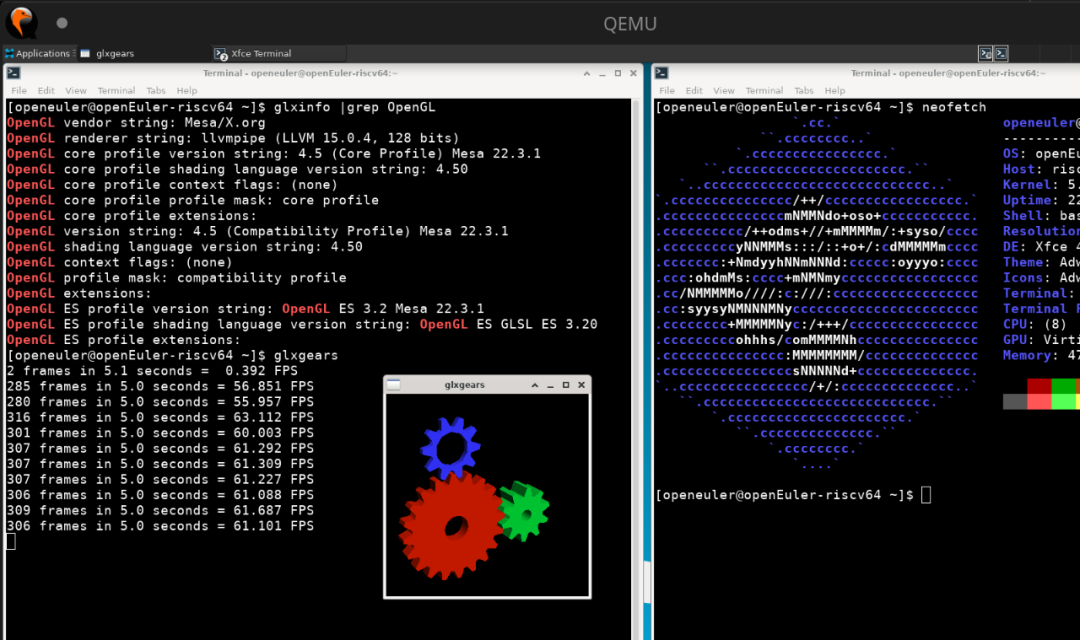 QEMU
Applications glxgears Xfce Terminal
Terminal - openeuler@openEuler-riscv64:~
File Edit View Terminal Tabs Help
[openeuler@openEuler-riscv64 ~]$ glxinfo |grep OpenGL
OpenGL vendor string: Mesa/X.org
OpenGL renderer string: llvmpipe (LLVM 15.0.4, 128 bits)
OpenGL core profile version string: 4.5 (Core Profile) Mesa 22.3.1
OpenGL core profile shading language version string: 4.50
OpenGL core profile context flags: (none)
OpenGL core profile profile mask: core profile
OpenGL core profile extensions:
OpenGL version string: 4.5 (Compatibility Profile) Mesa 22.3.1
OpenGL shading language version string: 4.50
OpenGL context flags: (none)
OpenGL profile mask: compatibility profile
OpenGL extensions:
OpenGL ES profile version string: OpenGL ES 3.2 Mesa 22.3.1
OpenGL ES profile shading language version string: OpenGL ES GLSL ES 3.20
OpenGL ES profile extensions:
[openeuler@openEuler-riscv64 ~]$ glxgears
2 frames in 5.1 seconds =  0.392 FPS
285 frames in 5.0 seconds = 56.851 FPS
280 frames in 5.0 seconds = 55.957 FPS
316 frames in 5.0 seconds = 63.112 FPS
301 frames in 5.0 seconds = 60.003 FPS
307 frames in 5.0 seconds = 61.292 FPS
307 frames in 5.0 seconds = 61.309 FPS
307 frames in 5.0 seconds = 61.227 FPS
306 frames in 5.0 seconds = 61.088 FPS
309 frames in 5.0 seconds = 61.687 FPS
306 frames in 5.0 seconds = 61.101 FPS
glxgears
Terminal - openeuler@openEuler-riscv64:~
File Edit View Terminal Tabs Help
[openeuler@openEuler-riscv64 ~]$ neofetch
openeuler@
----------
OS: openEu
Host: risc
Kernel: 5.
Uptime: 22
Shell: bas
Resolution
DE: Xfce 4
Theme: Adw
Icons: Adw
Terminal:
Terminal F
CPU: (8)
GPU: Virti
Memory: 47
[openeuler@openEuler-riscv64 ~]$